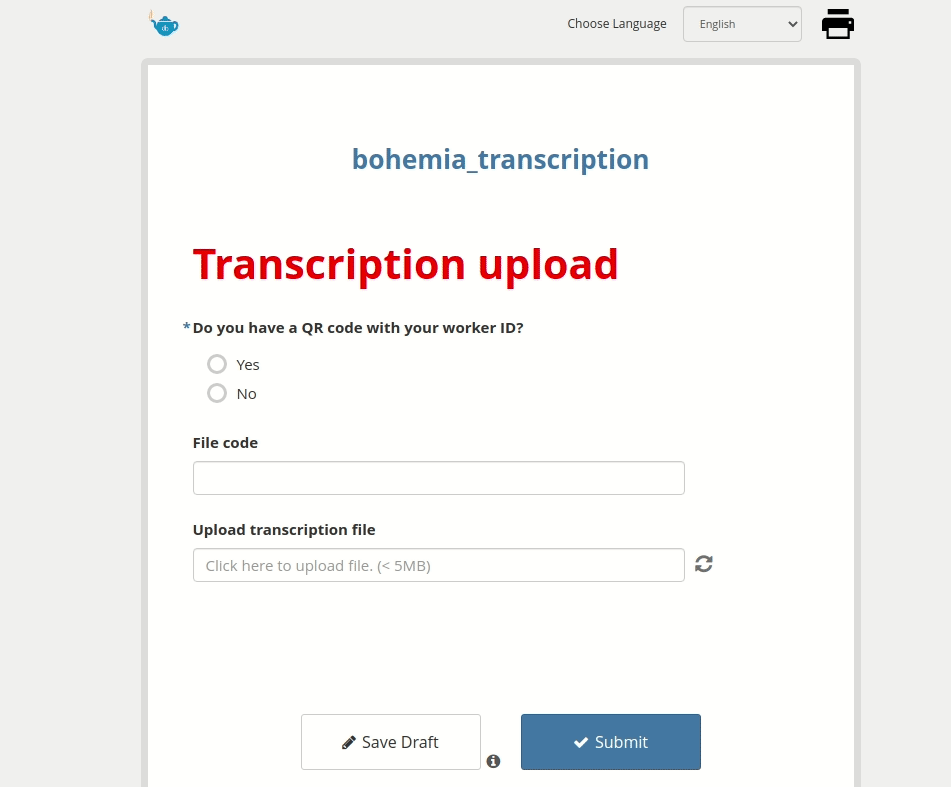 Choose Language English
bohemia_transcription
Transcription upload
* Do you have a QR code with your worker ID?
Yes
No
File code
Upload transcription file
Click here to upload file. (< 5MB)
Save Draft
Submit